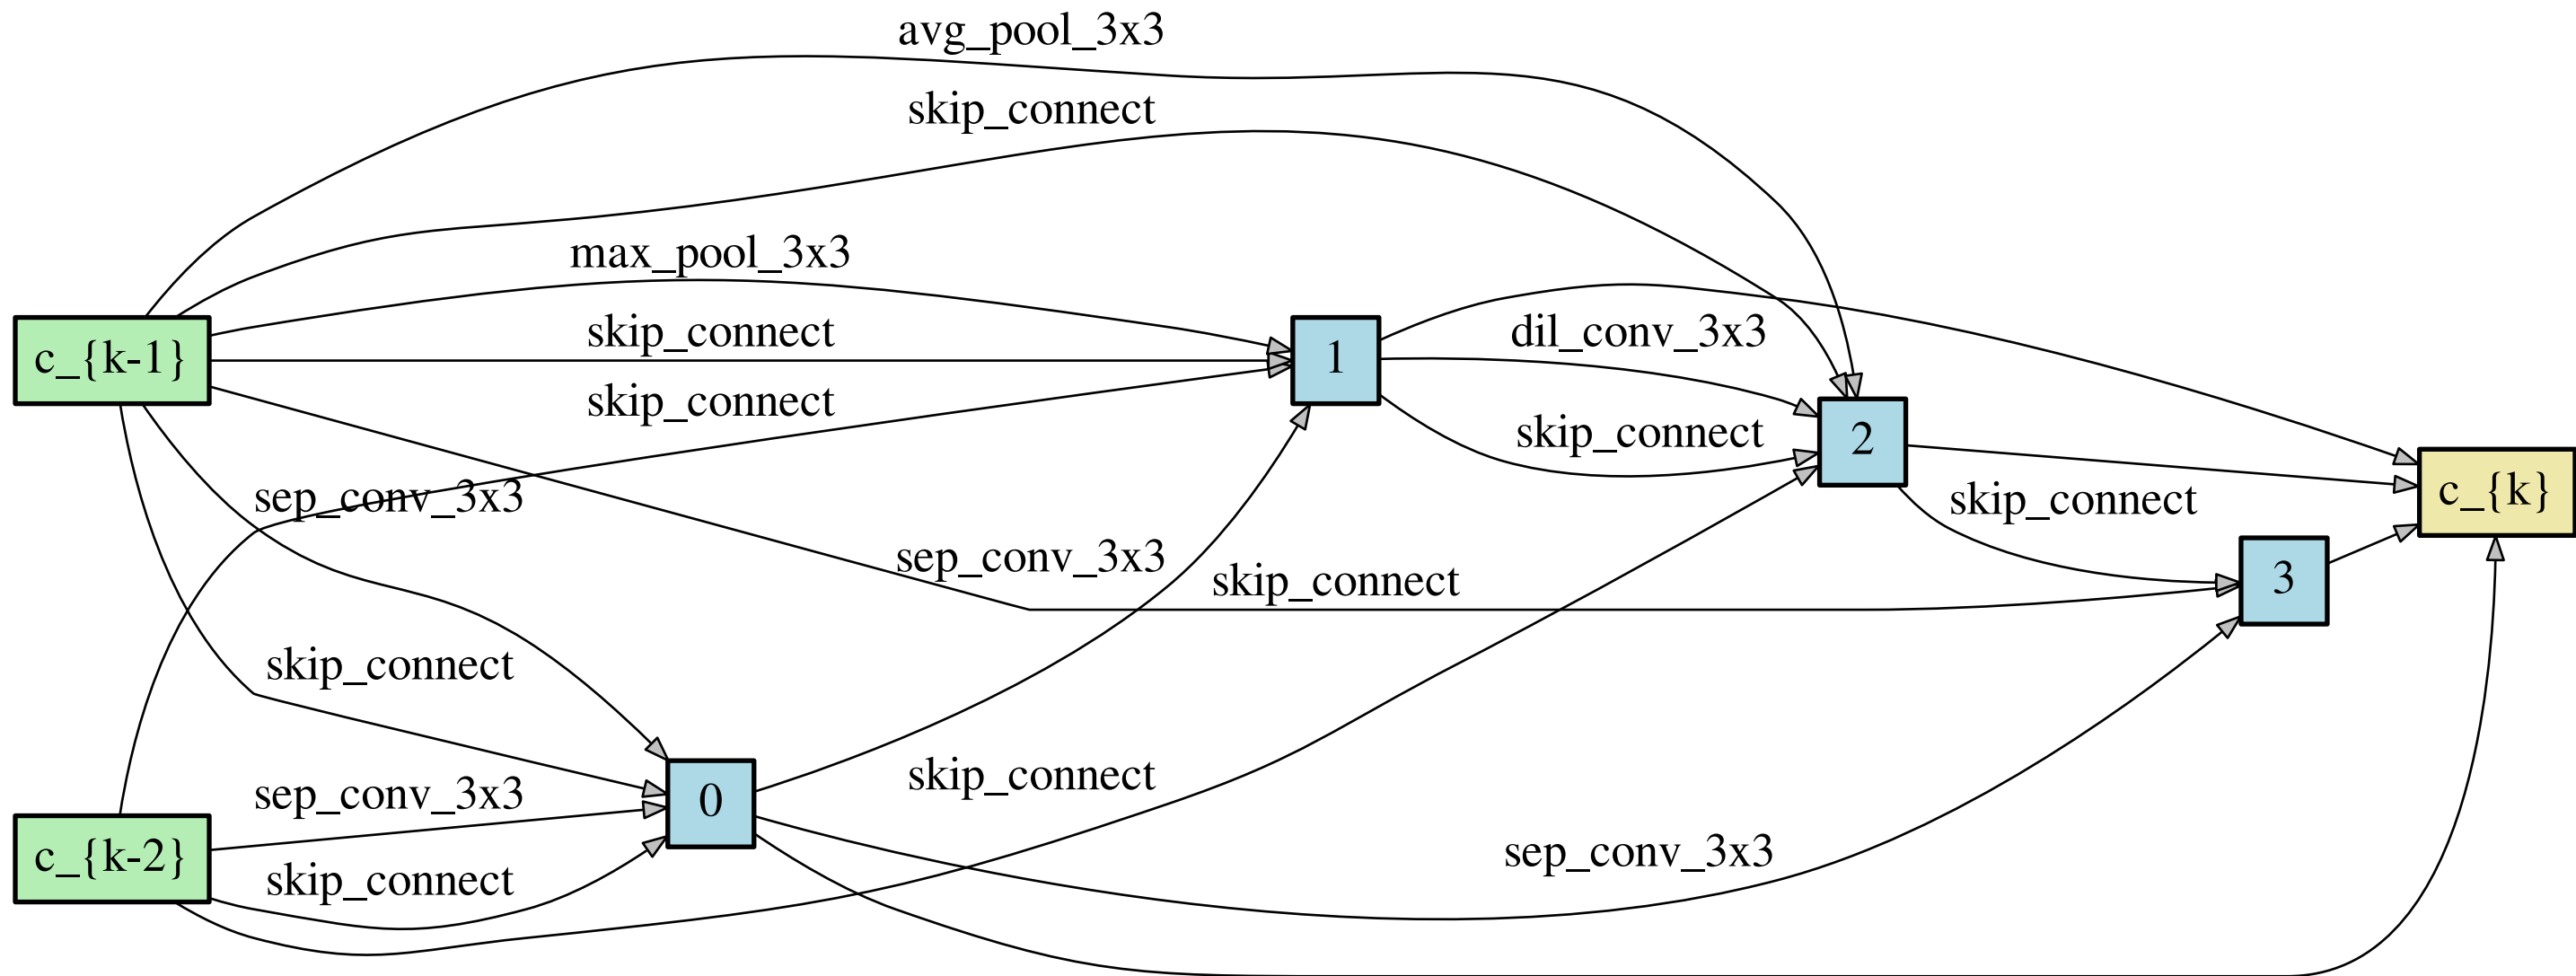 avg_pool_3x3
skip_connect
max_pool_3x3
skip_connect
dil_conv_3x3
c_{k-1}
1
skip_connect
skip_connect
2
c_{k}
sep_conv_3x3
skip_connect
sep_conv_3x3
skip_connect
3
skip_connect
skip_connect
sep_conv_3x3
0
c_{k-2}
sep_conv_3x3
skip_connect